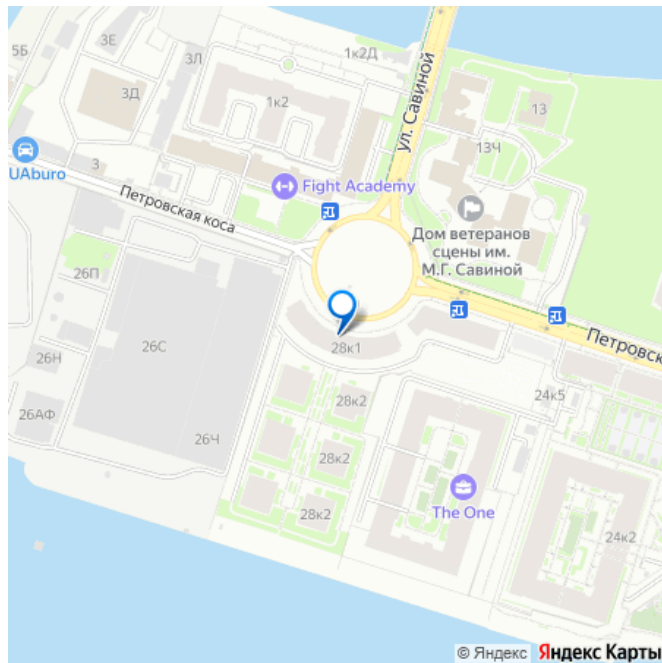 5Б
3Е
3Л
1к2Д
3Д
1к2
ул. Савиной
13
13Ч
UAburo
3
Fight Academy
Петровская коса
Дом ветеранов
сцены им.
М.Г. Савиной
26П
26С
28к1
Петровск
26Н
24к5
28к2
26АФ
26Ч
28к2
The One
28к2
24к2
© Яндекс Яндекс Карты